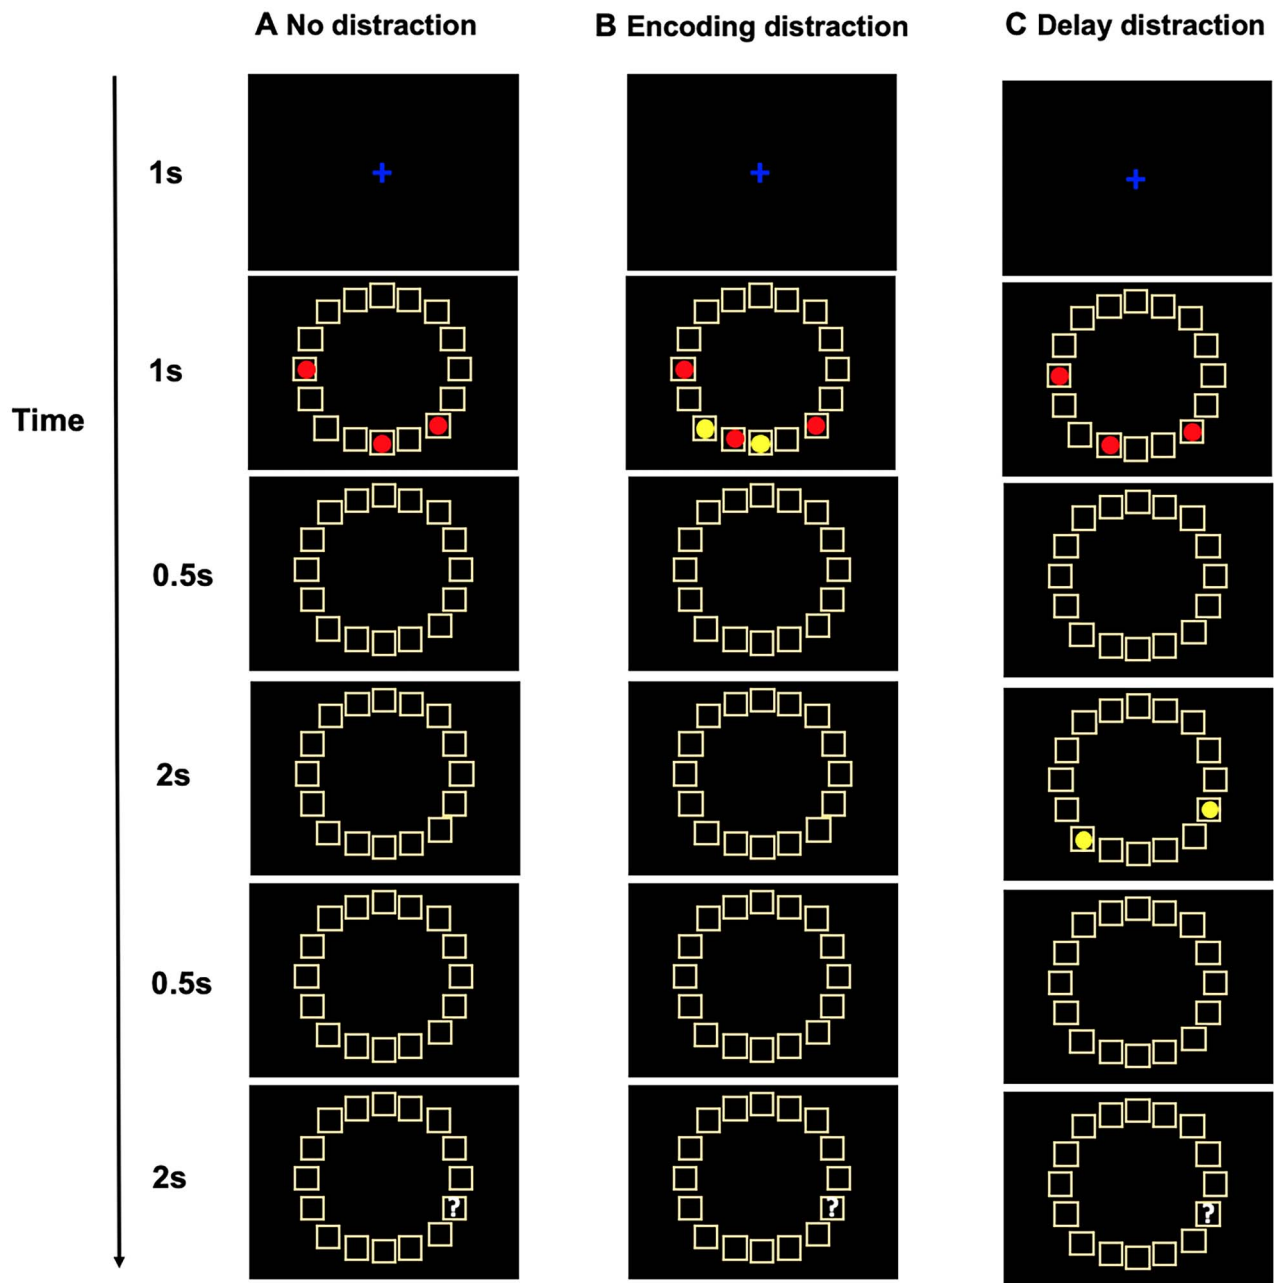 A No distraction
B Encoding distraction
C Delay distraction
1s
1s
Time
0.5s
2s
0.5s
2s
?
?
?